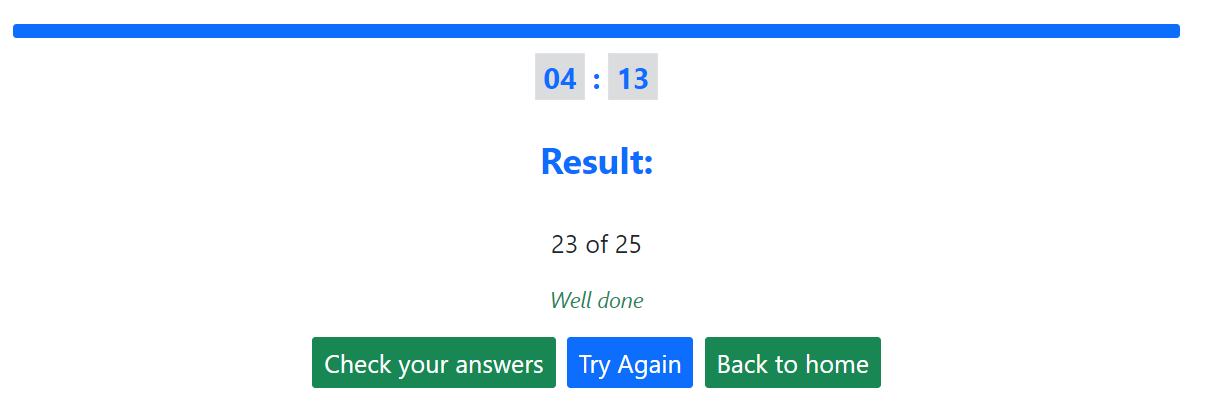 04 : 13
Result:
23 of 25
Well done
Check your answers Try Again Back to home